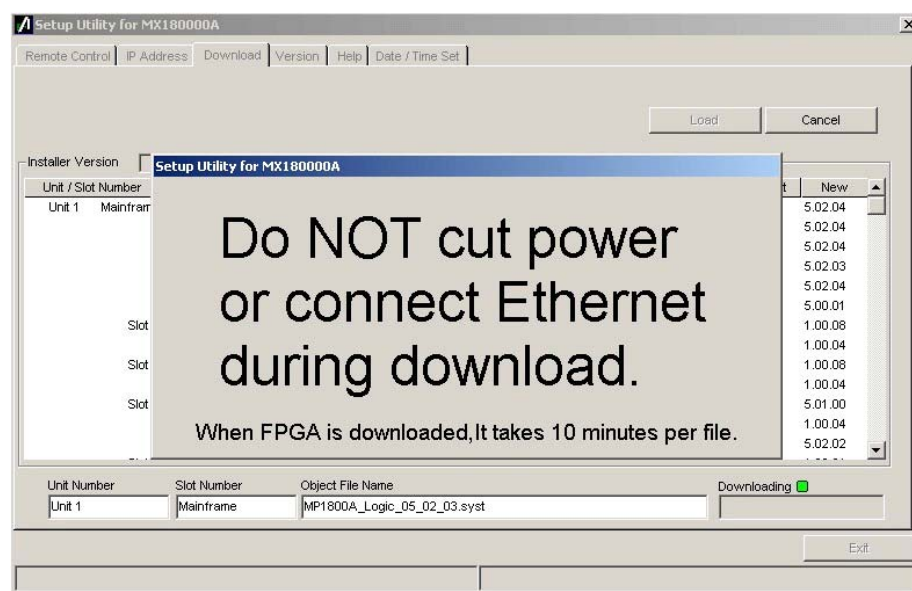 Setup Utility for MX180000A
Remote Control IP Address Download Version Help Date / Time Set
Load Cancel
Installer Version
Setup Utility for MX180000A
Unit / Slot Number New
Unit 1 Mainfram 5.02.04
5.02.04
5.02.04
5.02.03
5.02.04
5.00.01
Slot 1.00.08
1.00.04
Slot 1.00.08
1.00.04
Slot 5.01.00
1.00.04
5.02.02
Do NOT cut power
or connect Ethernet
during download.
When FPGA is downloaded,It takes 10 minutes per file.
Unit Number Slot Number Object File Name Downloading
Unit 1 Mainframe MP1800A_Logic_05_02_03.syst
Exit